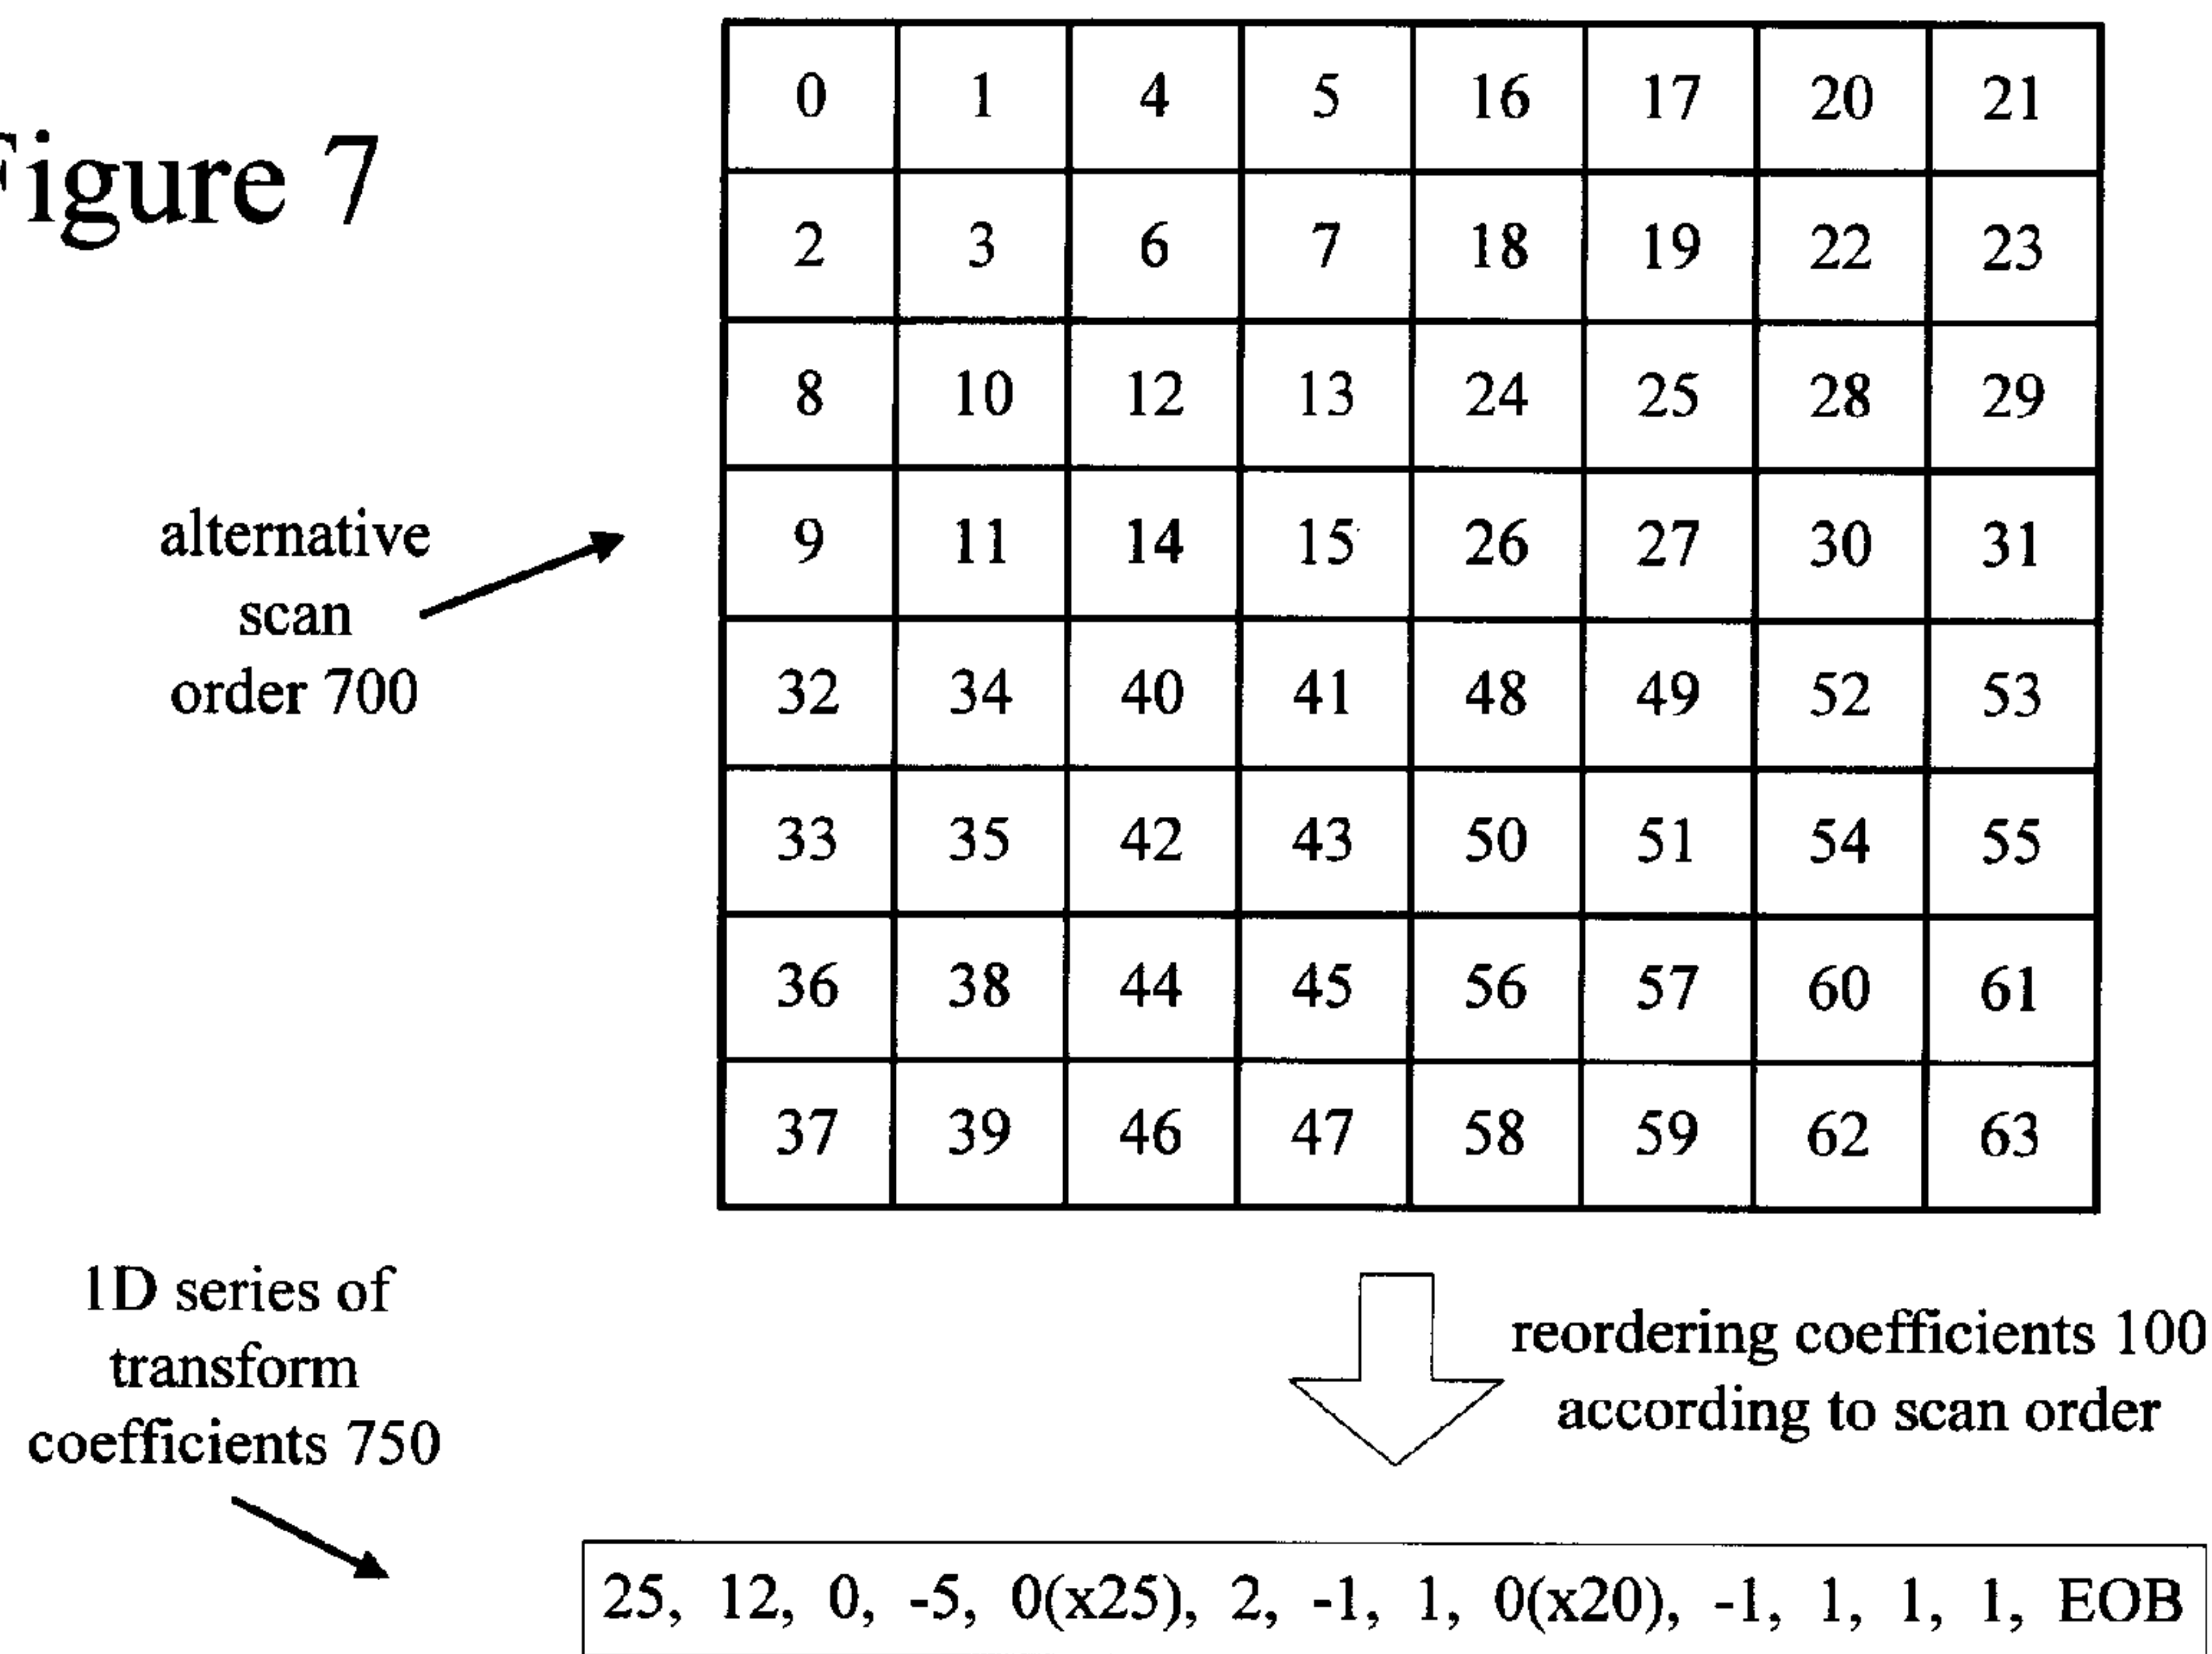 Figure 7
0 1 4 5 16 17 20 21
2 3 6 7 18 19 22 23
8 10 12 13 24 25 28 29
9 11 14 15 26 27 30 31
32 34 40 41 48 49 52 53
33 35 42 43 50 51 54 55
36 38 44 45 56 57 60 61
37 39 46 47 58 59 62 63
alternative
scan
order 700
1D series of
transform
coefficients 750
reordering coefficients 100
according to scan order
25, 12, 0, -5, 0(x25), 2, -1, 1, 0(x20), -1, 1, 1, 1, EOB